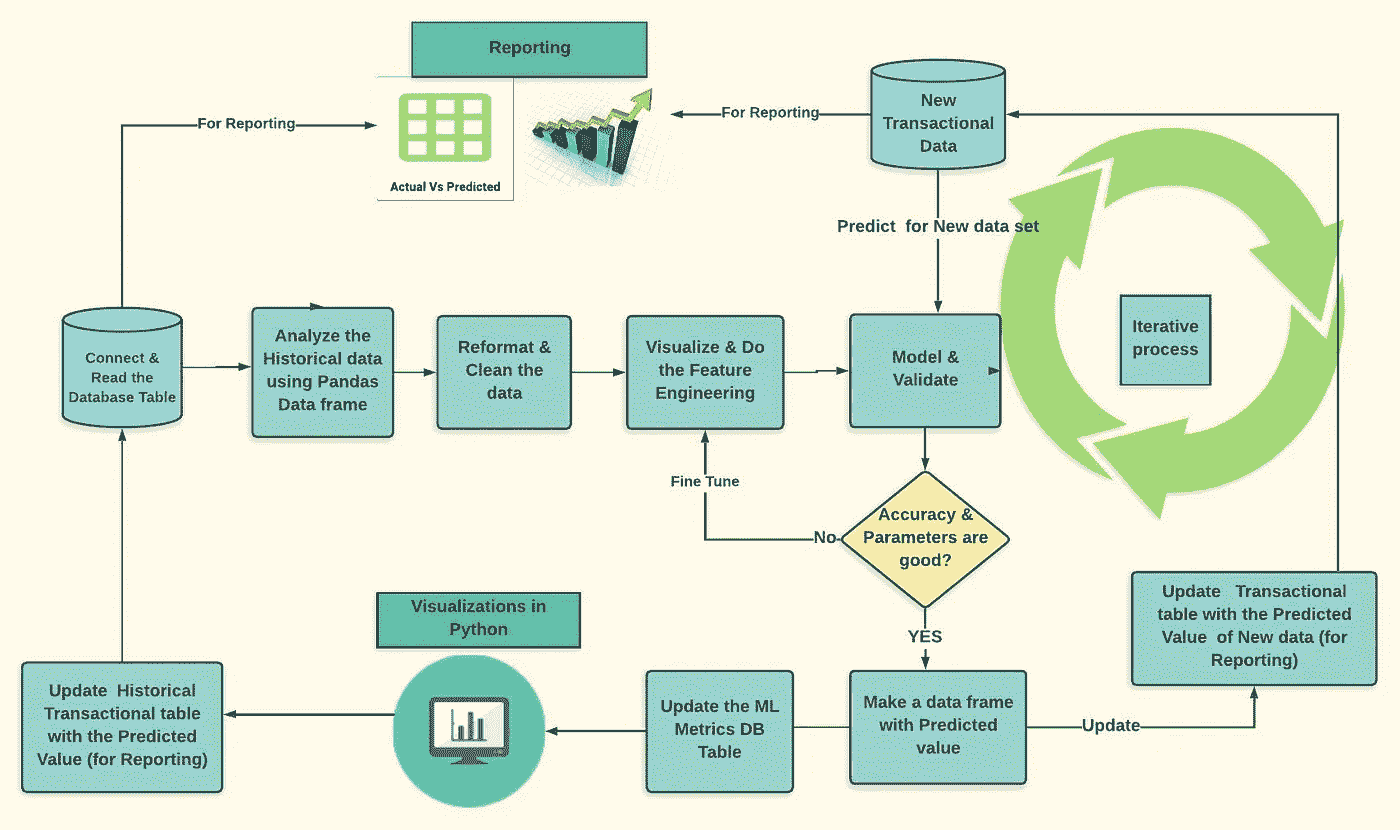 Reporting
For Reporting
For Reporting
New
Transactional
Data
Actual Vs Predicted
Predict for New data set
Connect &
Read the
Database Table
Analyze the
Historical data
using Pandas
Data frame
Reformat &
Clean the
data
Visualize & Do
the Feature
Engineering
Model &
Validate
Iterative
process
Fine Tune
Accuracy &
Parameters are
good?
No
YES
Visualizations in
Python
Update Historical
Transactional table
with the Predicted
Value (for Reporting)
Update the ML
Metrics DB
Table
Make a data frame
with Predicted
value
Update
Update Transactional
table with the Predicted
Value of New data (for
Reporting)